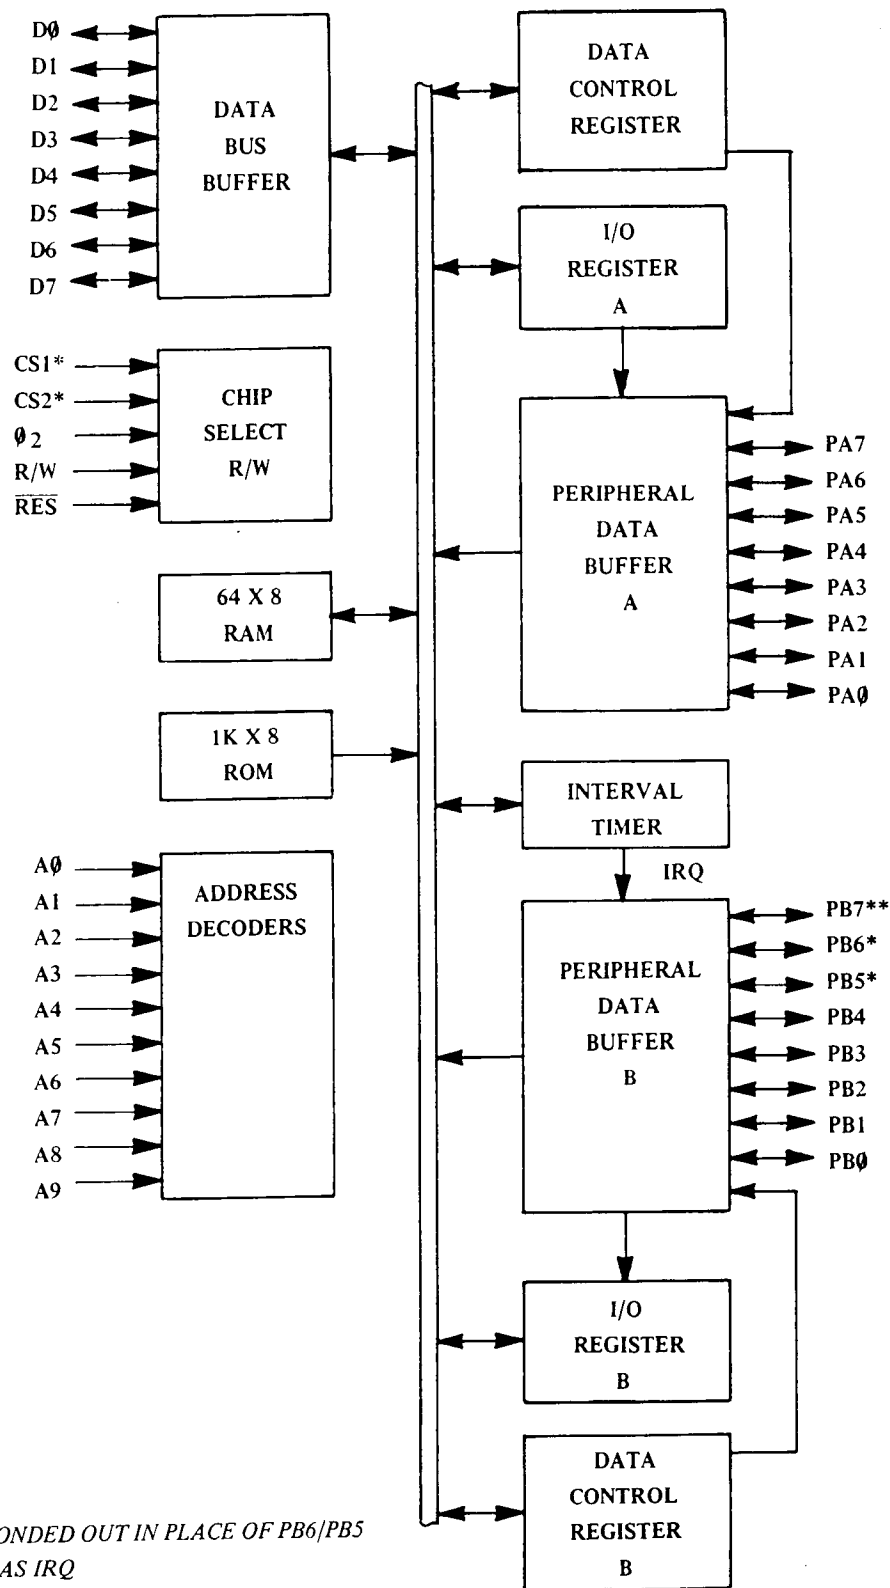 DØ
D1
D2
D3
D4
D5
D6
D7
DATA
BUS
BUFFER
CS1*
CS2*
Ø2
R/W
RES
CHIP
SELECT
R/W
64 X 8
RAM
1K X 8
ROM
AØ
A1
A2
A3
A4
A5
A6
A7
A8
A9
ADDRESS
DECODERS
DATA
CONTROL
REGISTER
I/O
REGISTER
A
PERIPHERAL
DATA
BUFFER
A
PA7
PA6
PA5
PA4
PA3
PA2
PA1
PAØ
INTERVAL
TIMER
IRQ
PERIPHERAL
DATA
BUFFER
B
PB7**
PB6*
PB5*
PB4
PB3
PB2
PB1
PBØ
I/O
REGISTER
B
DATA
CONTROL
REGISTER
B
OUT IN PLACE OF PB6/PB5
AS IRQ